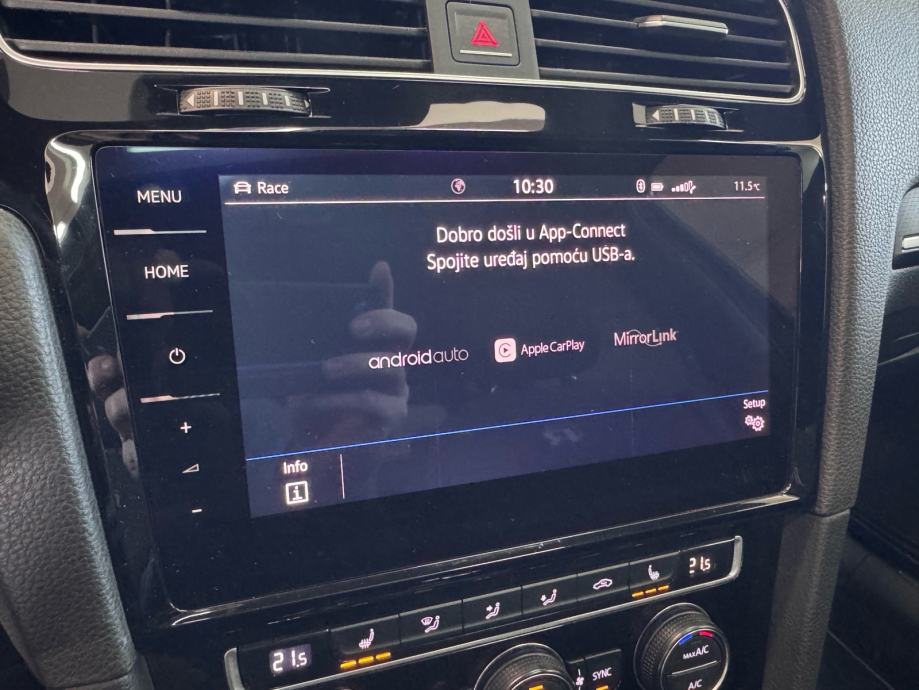 MENU
HOME
+
-
Race
10:30
11.5°C
Dobro došli u App-Connect
Spojite uređaj pomoću USB-a.
androidauto
Apple CarPlay
MirrorLink
Setup
Info
i
21.5
21.5
SYNC
MAX A/C
A/C